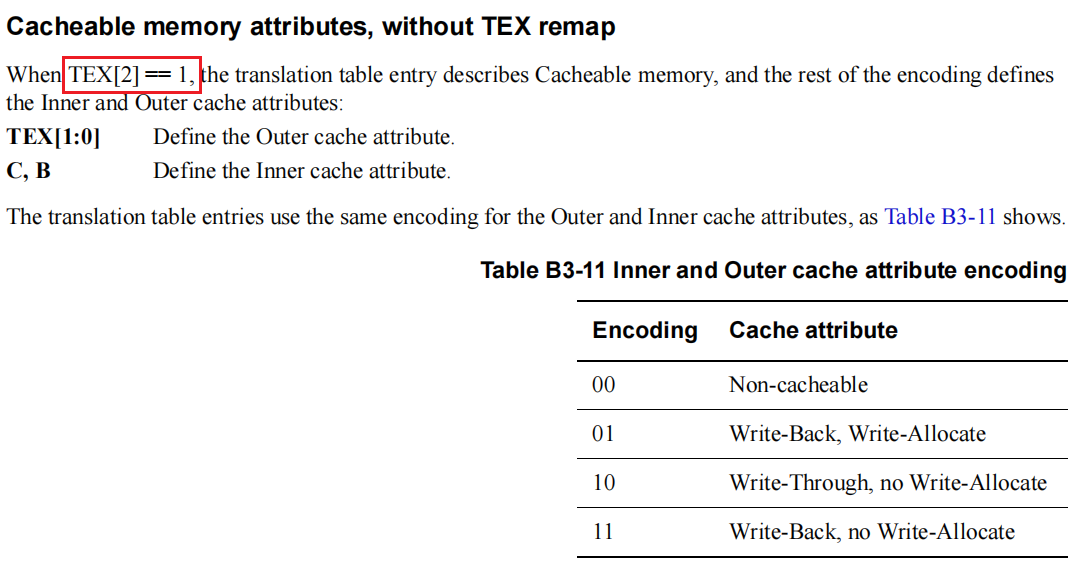 Cacheable memory attributes, without TEX remap
When TEX[2] == 1, the translation table entry describes Cacheable memory, and the rest of the encoding defines
the Inner and Outer cache attributes:
TEX[1:0] Define the Outer cache attribute.
C, B Define the Inner cache attribute.
The translation table entries use the same encoding for the Outer and Inner cache attributes, as Table B3-11 shows.
Table B3-11 Inner and Outer cache attribute encoding
Encoding Cache attribute
00 Non-cacheable
01 Write-Back, Write-Allocate
10 Write-Through, no Write-Allocate
11 Write-Back, no Write-Allocate